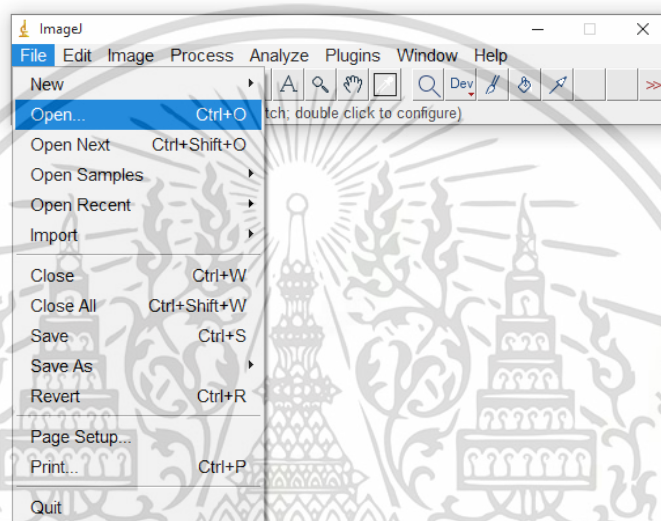 ImageJ
File Edit Image Process Analyze Plugins Window Help
New
A Dev >>
Open... Ctrl+O
tch; double click to configure)
Open Next Ctrl+Shift+O
Open Samples
Open Recent
Import
Close Ctrl+W
Close All Ctrl+Shift+W
Save Ctrl+S
Save As
Revert Ctrl+R
Page Setup...
Print... Ctrl+P
Quit